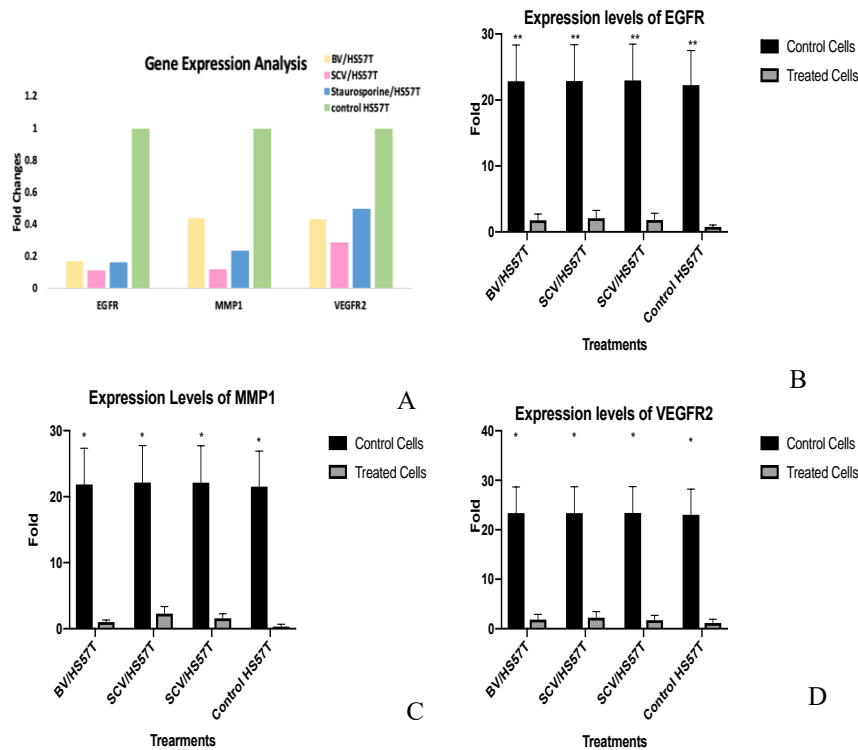 Gene Expression Analysis
BV/HS57T
SCV/HS57T
Staurosporine/HS57T
control HS57T
Fold Changes
1.2
1
0.8
0.6
0.4
0.2
0
EGFR MMP1 VEGFR2
A
Expression levels of EGFR
Control Cells
Treated Cells
** ** ** **
Fold
30
20
10
0
BV/HS57T
SCV/HS57T
SCV/HS57T
Control HS57T
Treatments
B
Expression Levels of MMP1
Control Cells
Treated Cells
* * * *
Fold
30
20
10
0
BV/HS57T
SCV/HS57T
SCV/HS57T
Control HS57T
Trearments
C
Expression levels of VEGFR2
Control Cells
Treated Cells
* * * *
Fold
40
30
20
10
0
BV/HS57T
SCV/HS57T
SCV/HS57T
Control HS57T
Treatments
D